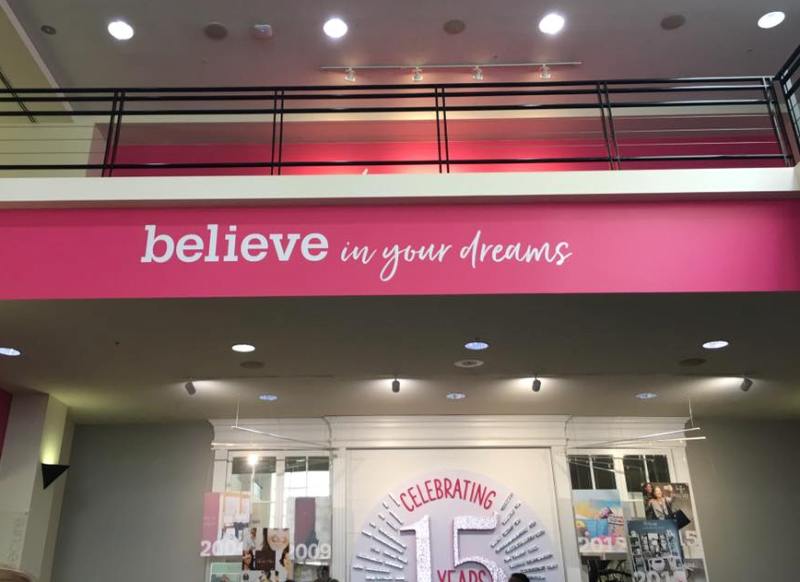 believe in your dreams
CELEBRATING
15
YEARS
2009